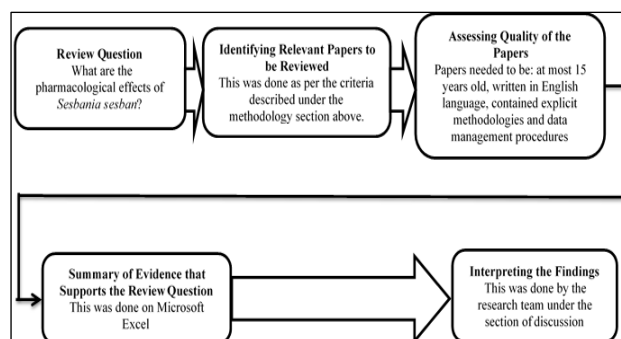 Review Question
What are the
pharmacological effects of
Sesbania sesban?
Identifying Relevant Papers to
be Reviewed
This was done as per the criteria
described under the
methodology section above.
Assessing Quality of the
Papers
Papers needed to be: at most 15
years old, written in English
language, contained explicit
methodologies and data
management procedures
Summary of Evidence that
Supports the Review Question
This was done on Microsoft
Excel
Interpreting the Findings
This was done by the
research team under the
section of discussion